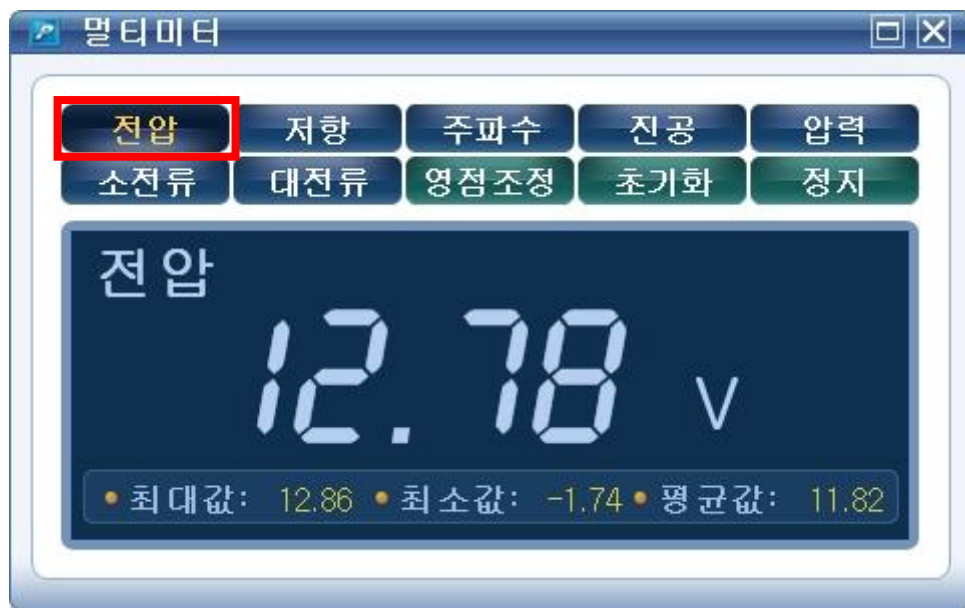 멀티미터
전압 저항 주파수 진공 압력
소전류 대전류 영점조정 초기화 정지
전압
12.78 V
최대값: 12.86 최소값: -1.74 평균값: 11.82